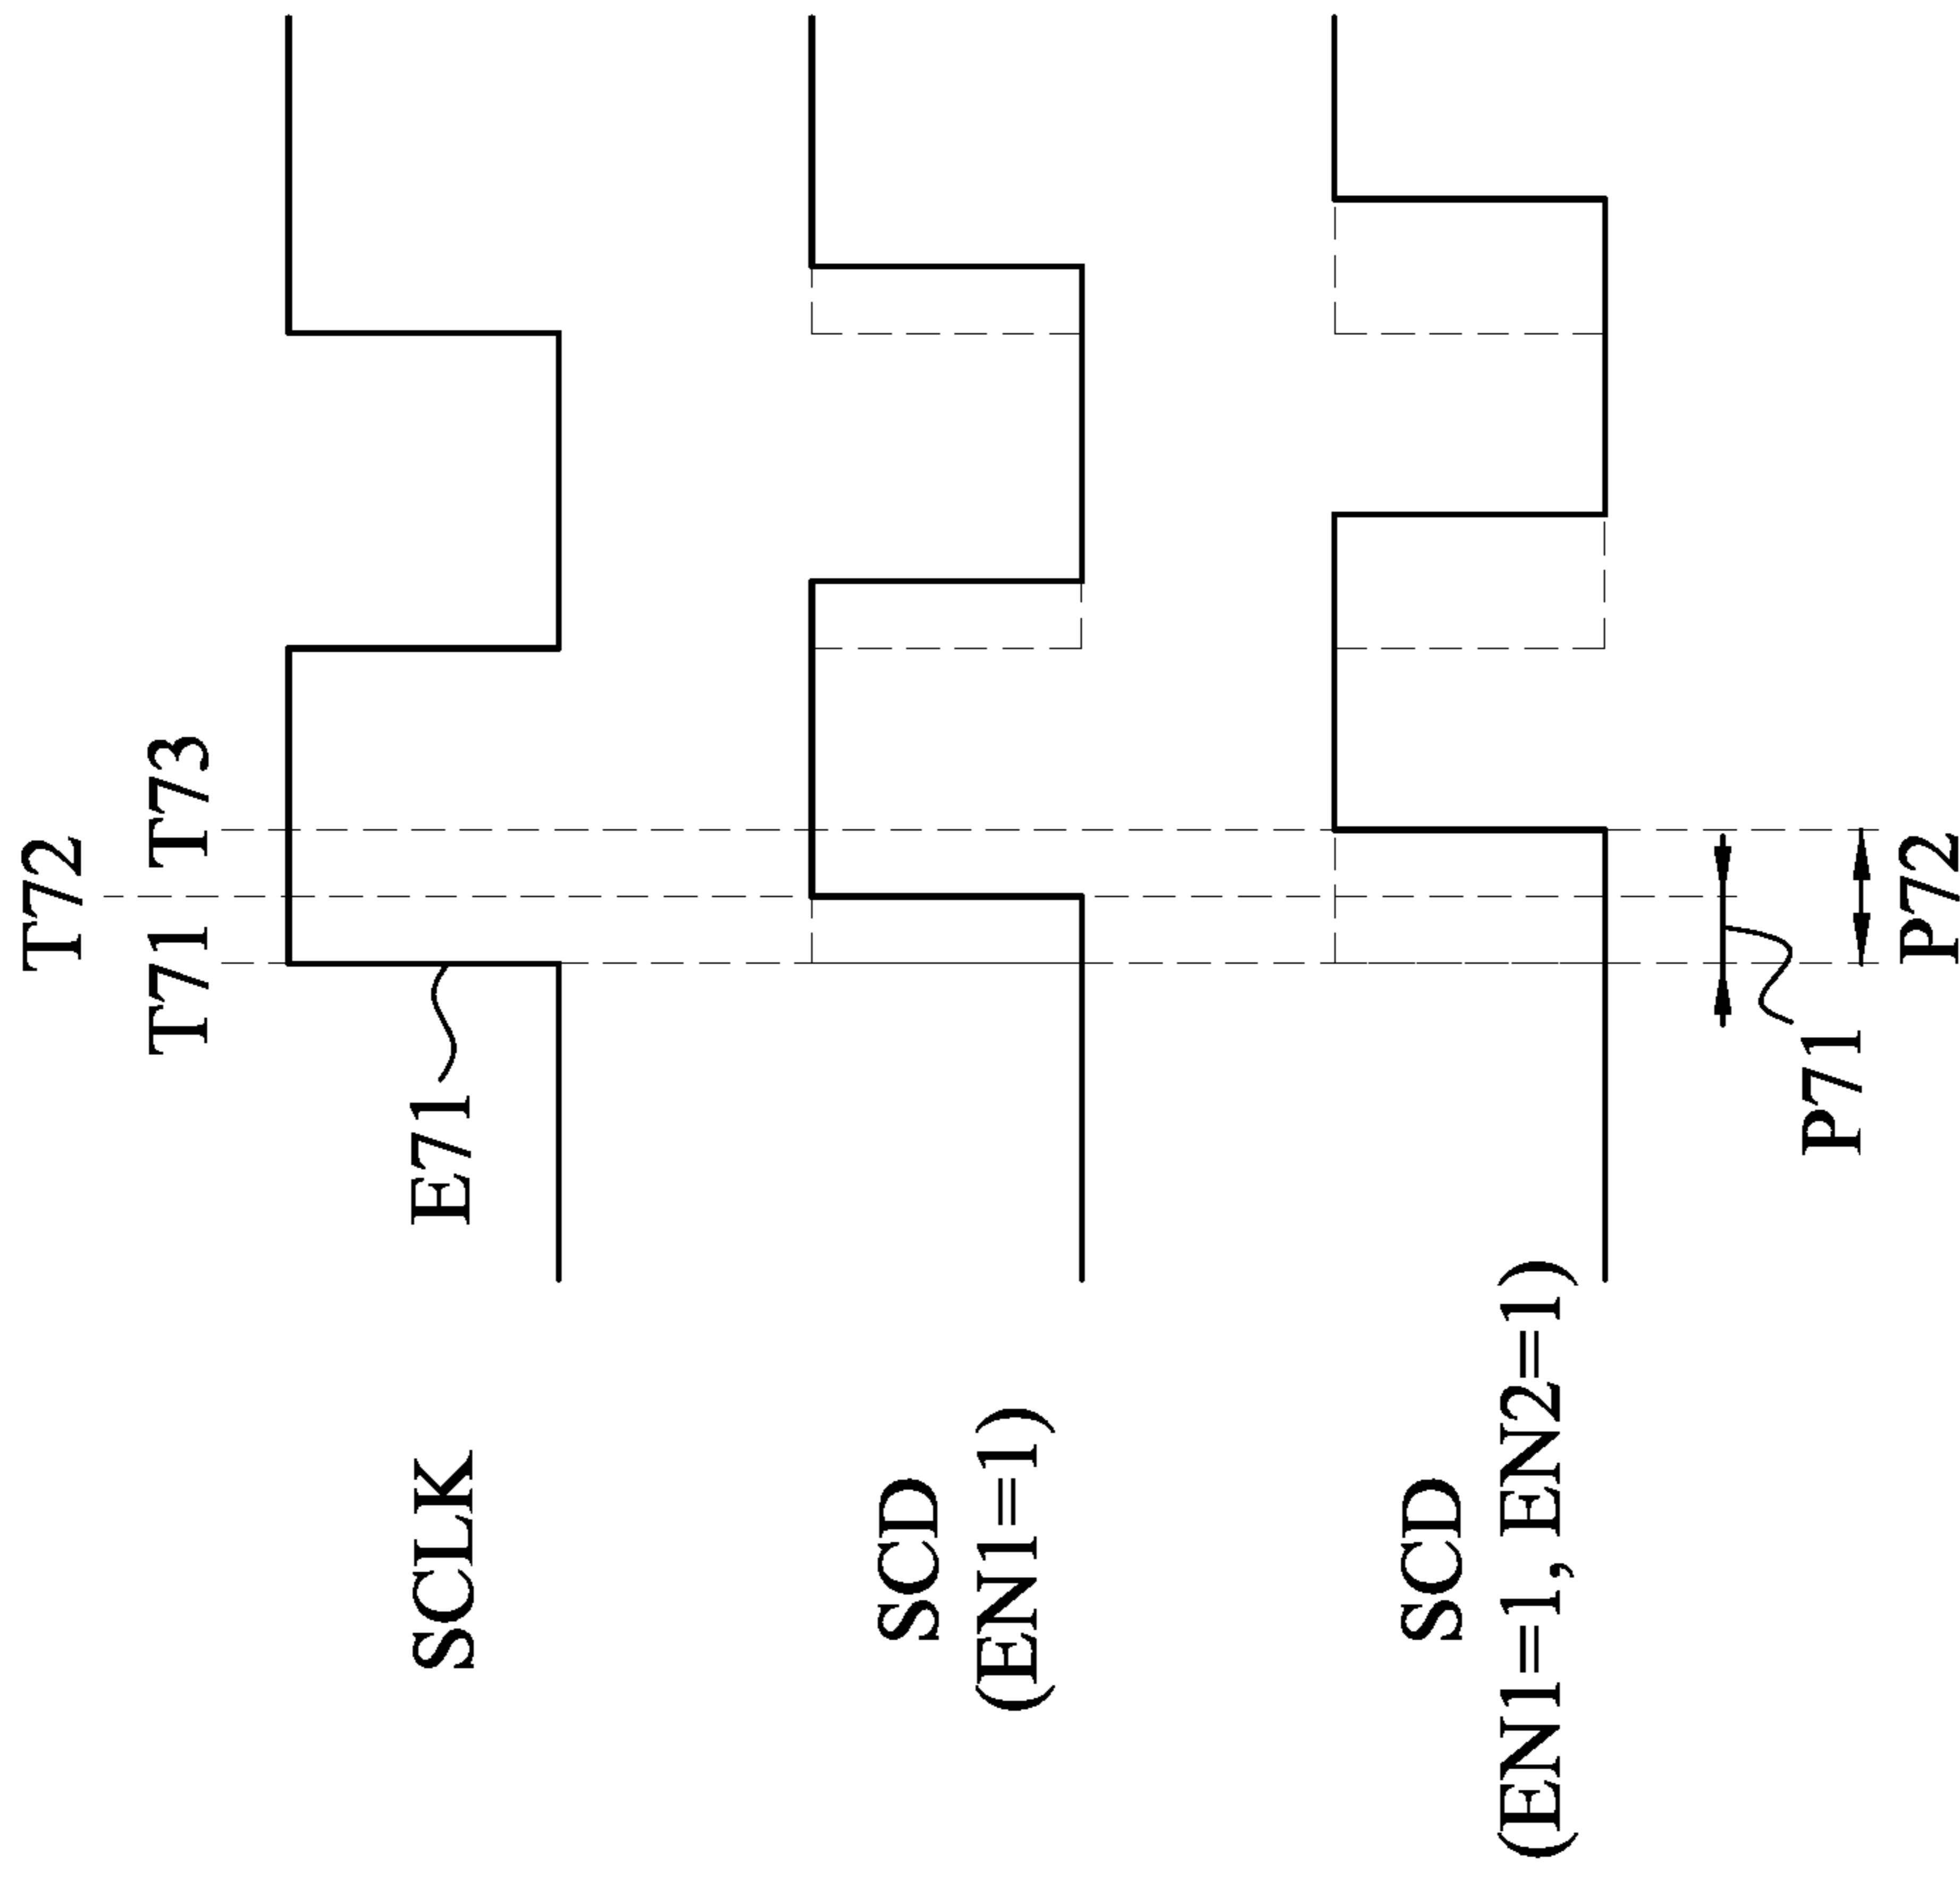 T72
T71 T73
E71
SCLK
SCD
(EN1=1)
SCD
(EN1=1, EN2=1)
P71
P72